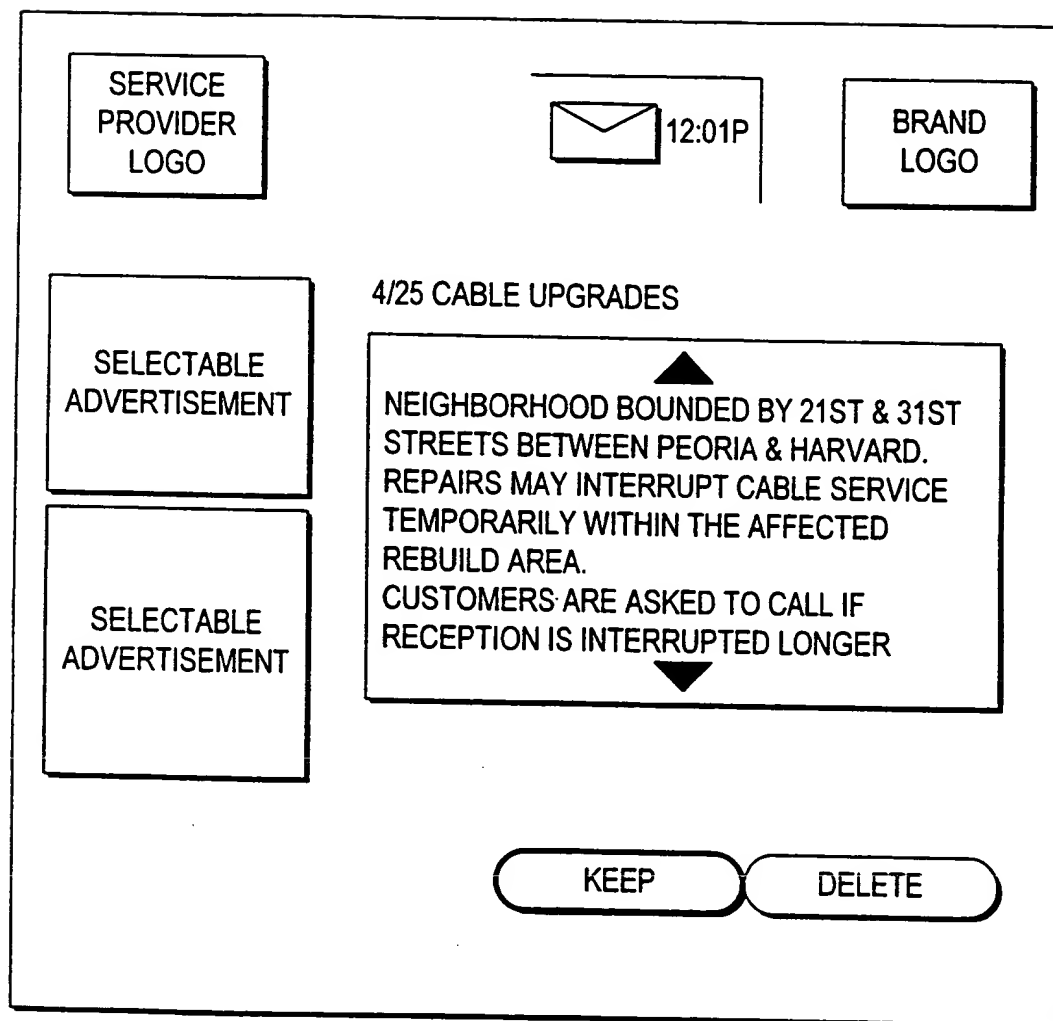 SERVICE
PROVIDER
LOGO
12:01P
BRAND
LOGO
4/25 CABLE UPGRADES
SELECTABLE
ADVERTISEMENT
NEIGHBORHOOD BOUNDED BY 21ST & 31ST
STREETS BETWEEN PEORIA & HARVARD.
REPAIRS MAY INTERRUPT CABLE SERVICE
TEMPORARILY WITHIN THE AFFECTED
REBUILD AREA.
CUSTOMERS ARE ASKED TO CALL IF
RECEPTION IS INTERRUPTED LONGER
SELECTABLE
ADVERTISEMENT
KEEP
DELETE